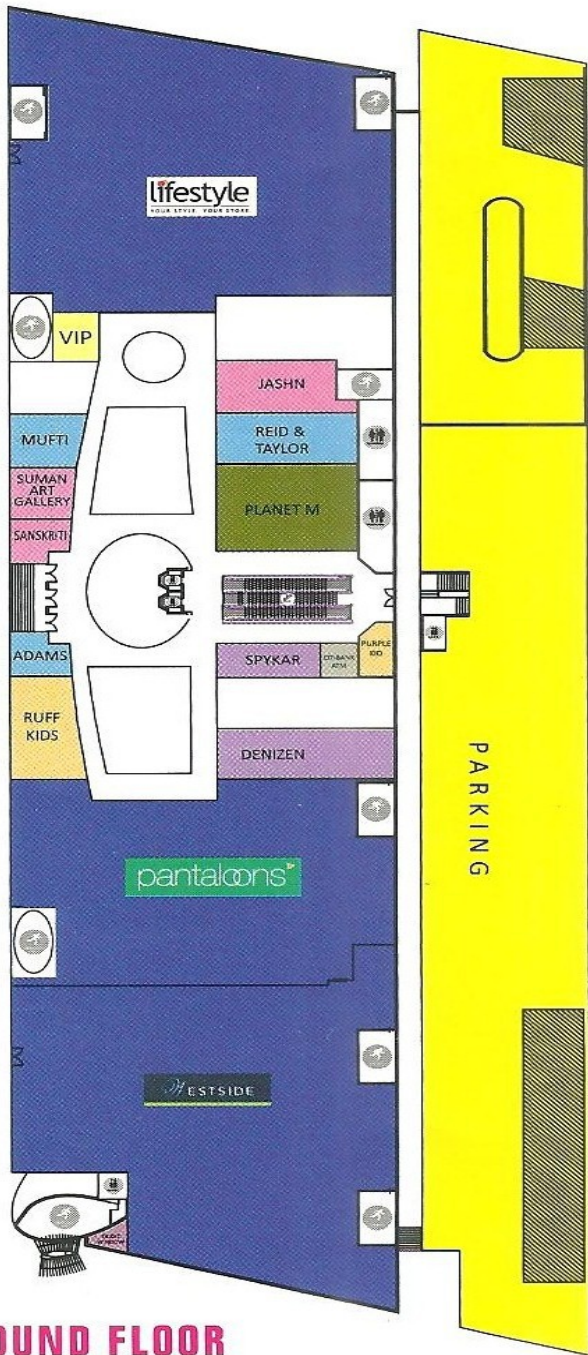 lifestyle
YOUR STYLE. YOUR STORE.
VIP
JASHN
MUFTI
REID &
TAYLOR
SUMAN
ART
GALLERY
PLANET M
SANSKRITI
ADAMS
SPYKAR
CITIBANK
ATM
PURPLE
RUFF
KIDS
DENIZEN
PARKING
pantaloons
WESTSIDE
OUND FLOOR